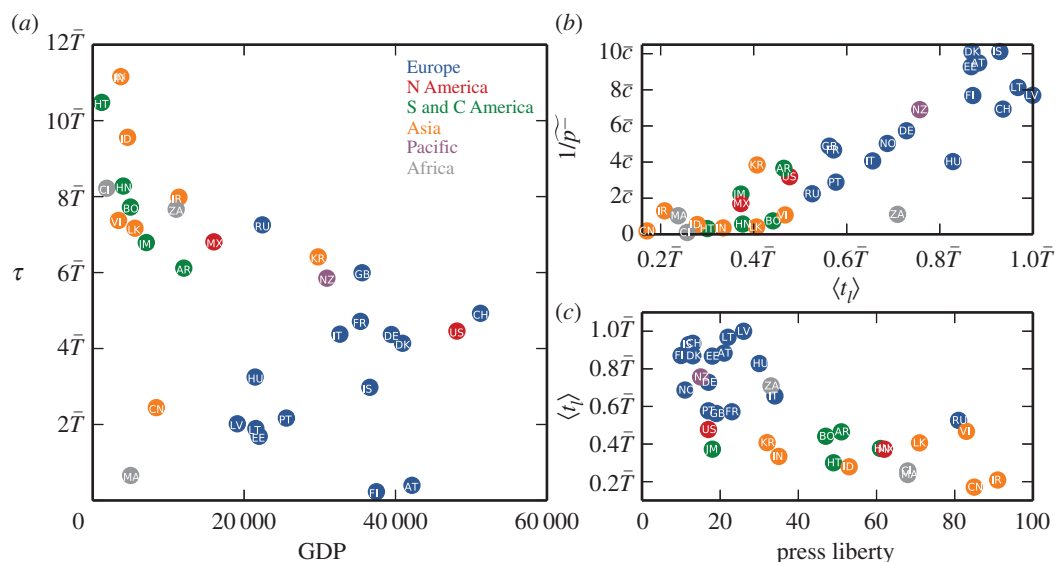 (a)
12T̄
10T̄
8T̄
6T̄
4T̄
2T̄
τ
0 20 000 40 000 60 000
GDP
Europe
N America
S and C America
Asia
Pacific
Africa
HT
ID
CI
HN
IR
BO
ZA
VI
LK
JM
MX
RU
AR
KR
NZ
GB
CH
FR
US
IT
DE
DK
HU
IS
CN
PT
LV
LT
EE
MA
FI
AT
(b)
10c̄
8c̄
6c̄
4c̄
2c̄
0
0.2T̄ 0.4T̄ 0.6T̄ 0.8T̄ 1.0T̄
⟨t_l⟩
DK
IS
EE
AT
FI
LT
LV
MN
NZ
DE
NO
GB
FR
IT
HU
KR
AR
US
PT
JM
RU
MX
IR
MA
ZA
BO
HN
ID
CN
HT
IN
LK
(c)
1.0T̄
0.8T̄
0.6T̄
0.4T̄
0.2T̄
⟨t_l⟩
0 20 40 60 80 100
press liberty
LV
LT
IS
CH
FI
DK
EE
AT
HU
NZ
DE
ZA
NO
IT
PT
GB
FR
RU
US
BO
AR
VI
KR
LK
JM
MX
IN
HT
ID
CI
MA
CN
IR